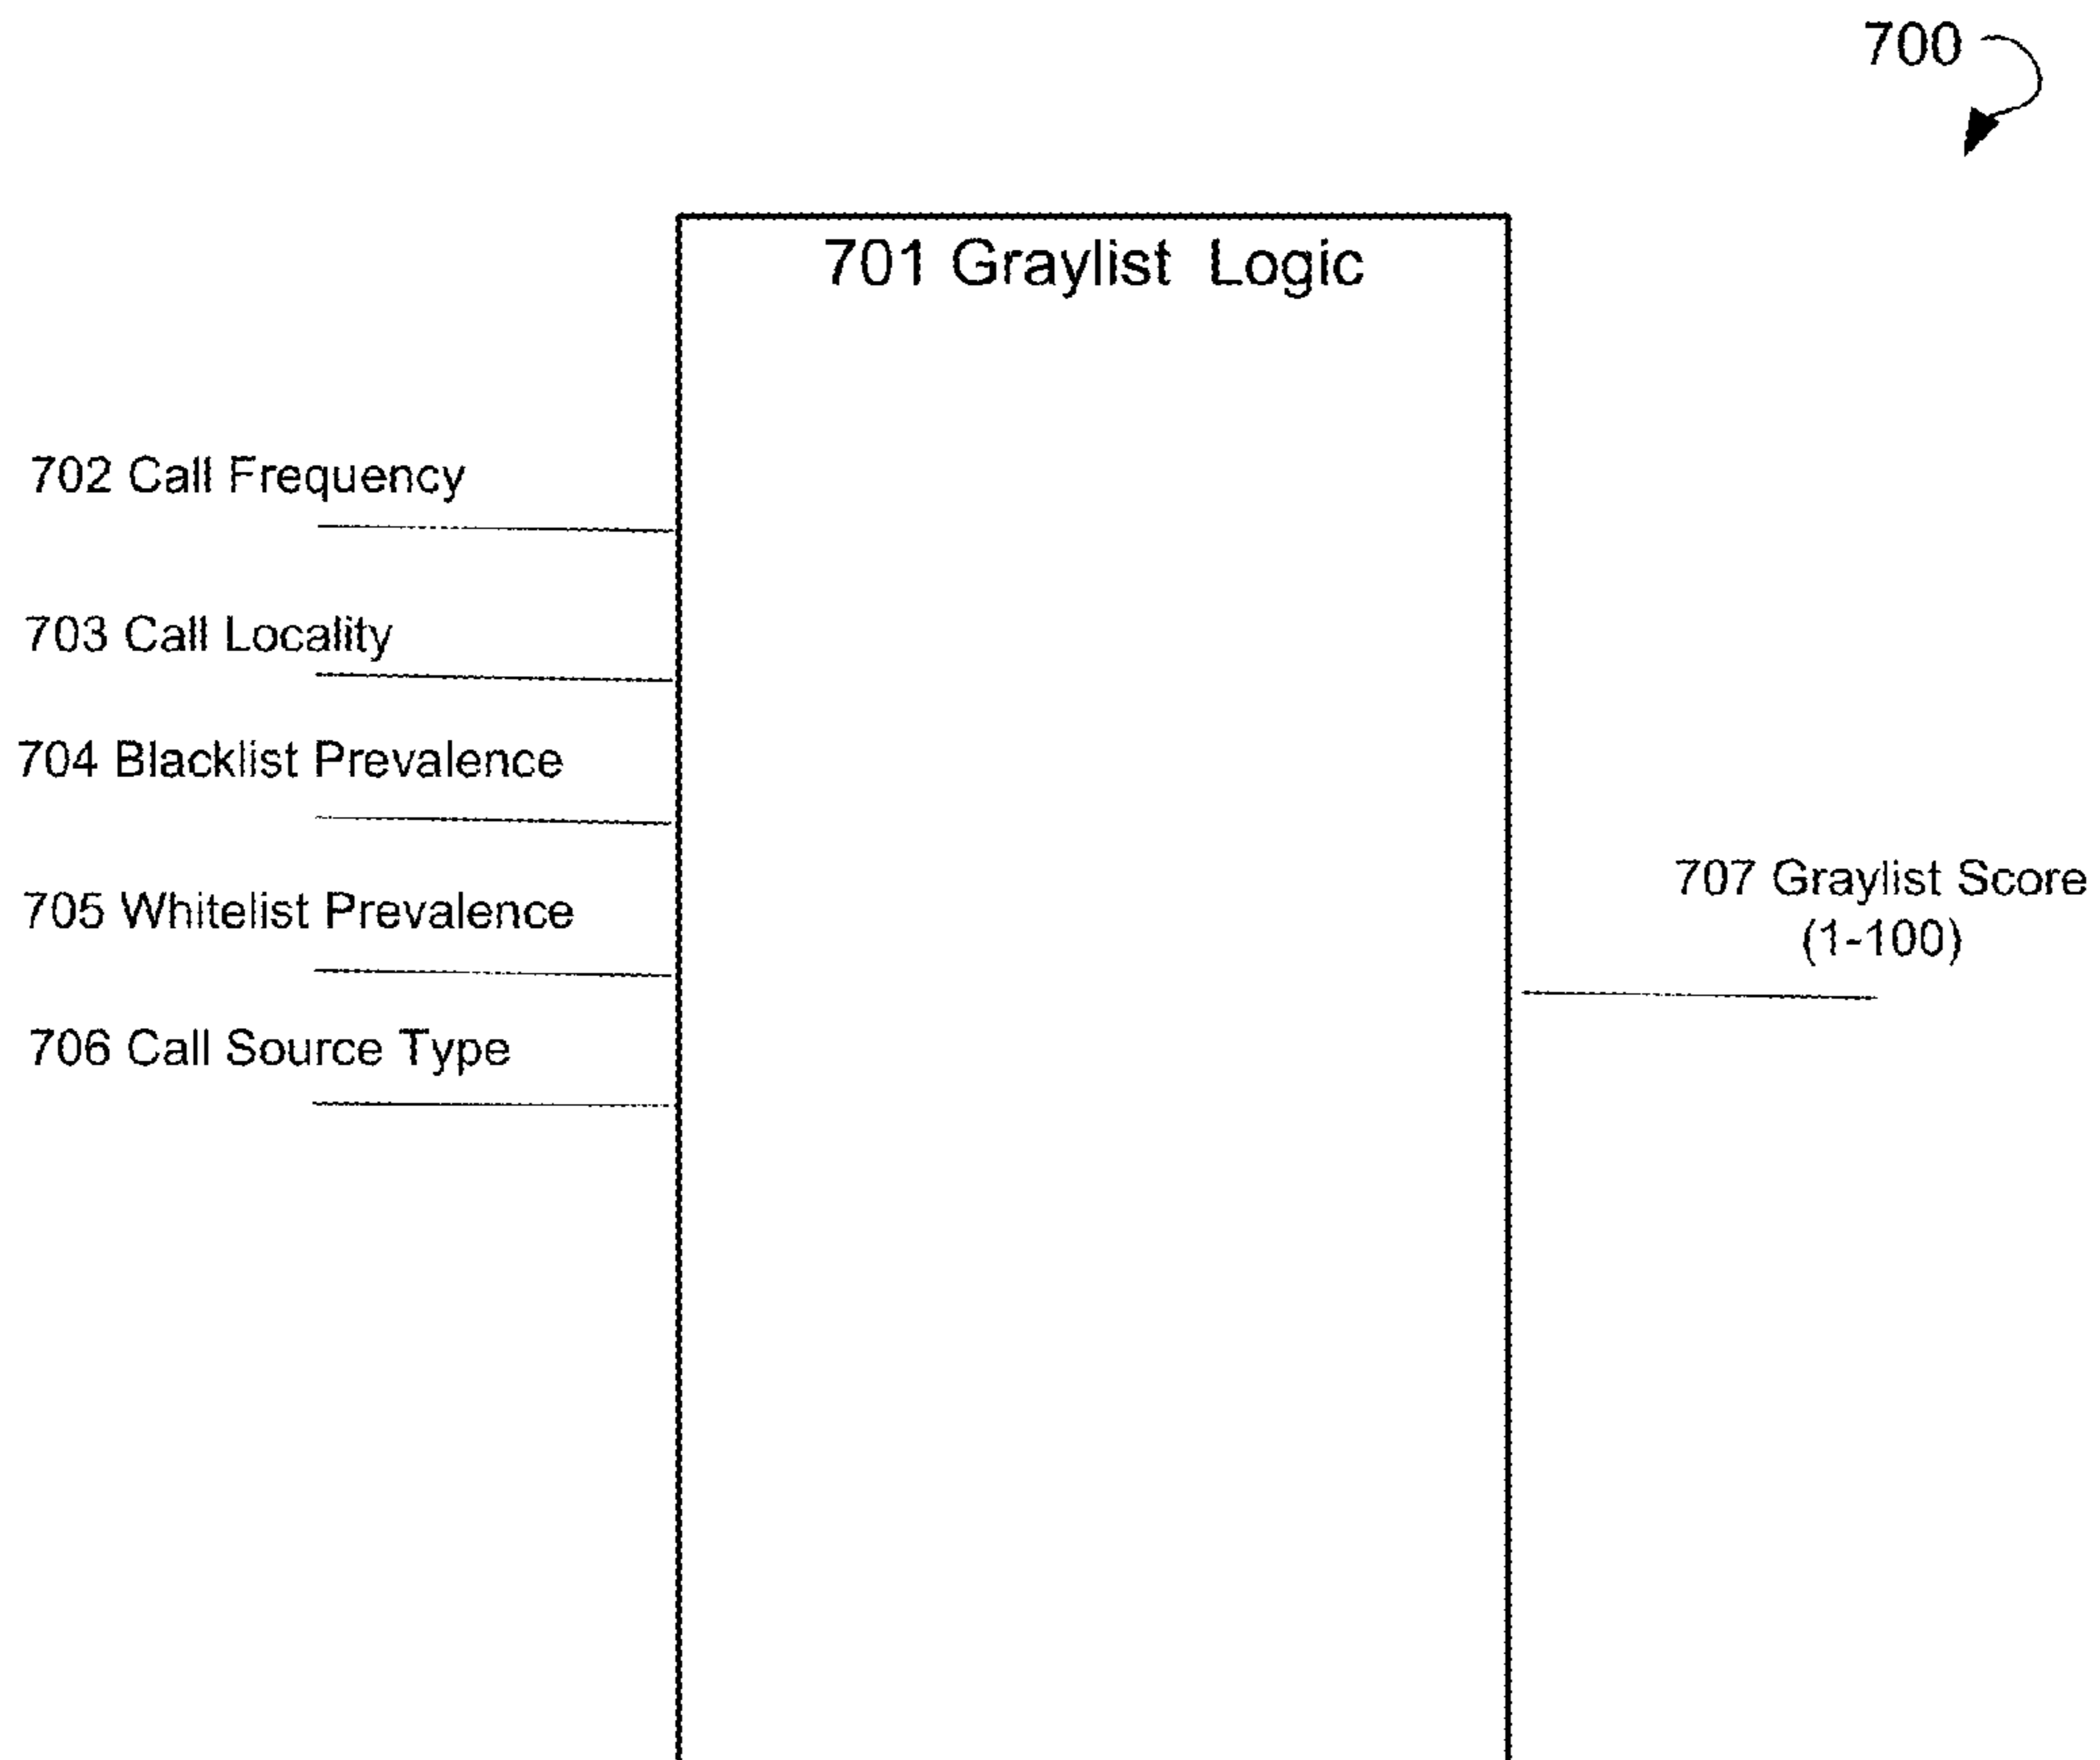 700
701 Graylist Logic
702 Call Frequency
703 Call Locality
704 Blacklist Prevalence
705 Whitelist Prevalence
706 Call Source Type
707 Graylist Score
(1-100)